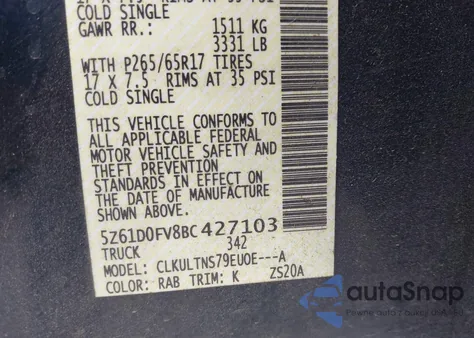 COLD SINGLE
GAWR RR.: 1511 KG
3331 LB
WITH P265/65R17 TIRES
17 X 7.5 RIMS AT 35 PSI
COLD SINGLE
THIS VEHICLE CONFORMS TO
ALL APPLICABLE FEDERAL
MOTOR VEHICLE SAFETY AND
THEFT PREVENTION
STANDARDS IN EFFECT ON
THE DATE OF MANUFACTURE
SHOWN ABOVE.
5Z61D0FV8BC427103
TRUCK 342
MODEL: CLKULTNS79EUOE---A
COLOR: RAB TRIM: K ZS20A
autoSnap